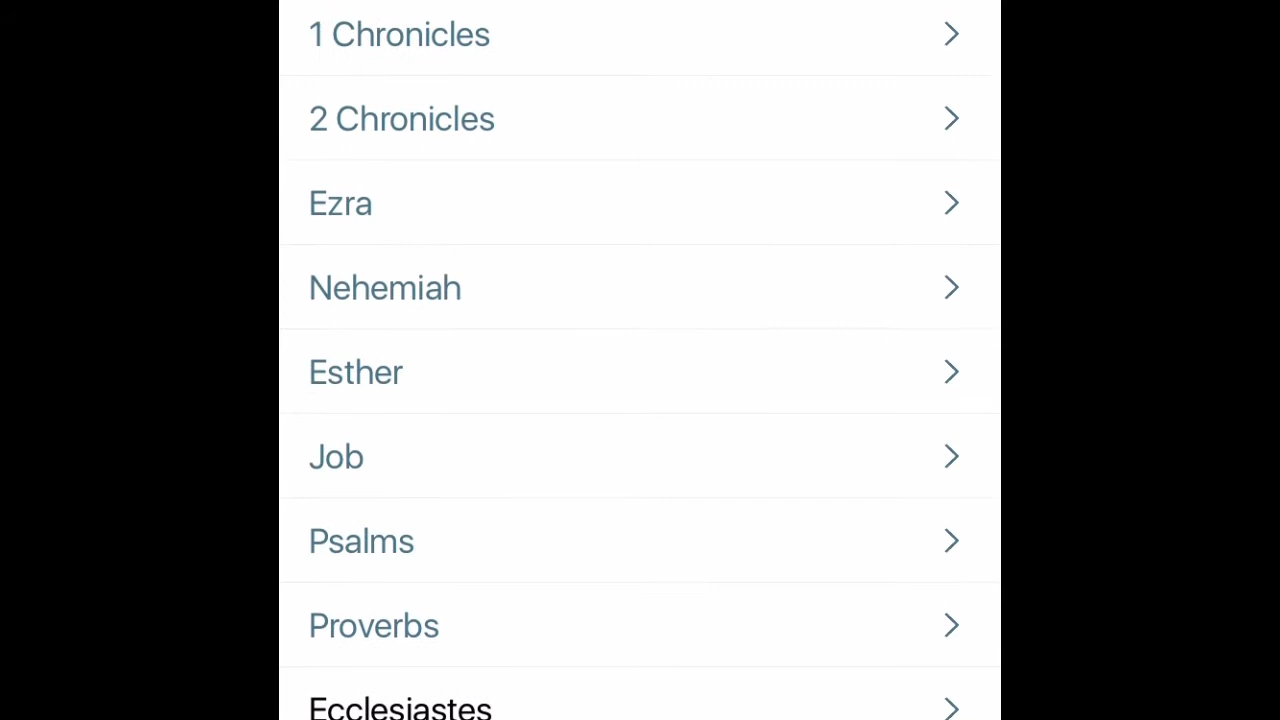 1 Chronicles
2 Chronicles
Ezra
Nehemiah
Esther
Job
Psalms
Proverbs
Ecclesiastes